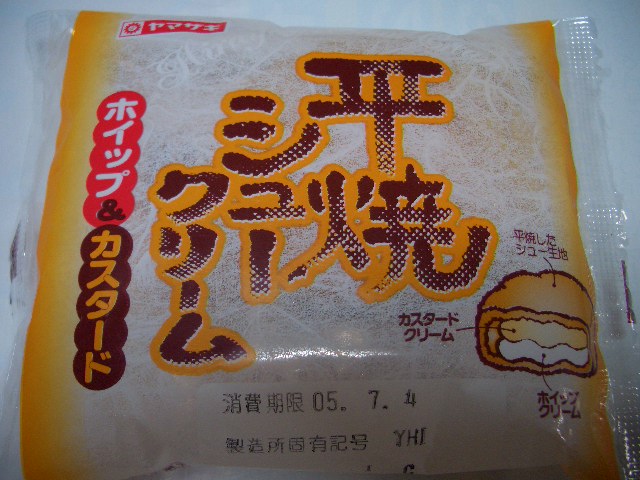 ヤマザキ
平焼
シュー
クリーム
ホイップ&カスタード
平焼した
シュー生地
カスタード
クリーム
ホイップ
クリーム
消費期限 05. 7. 4
製造所固有記号 YHI